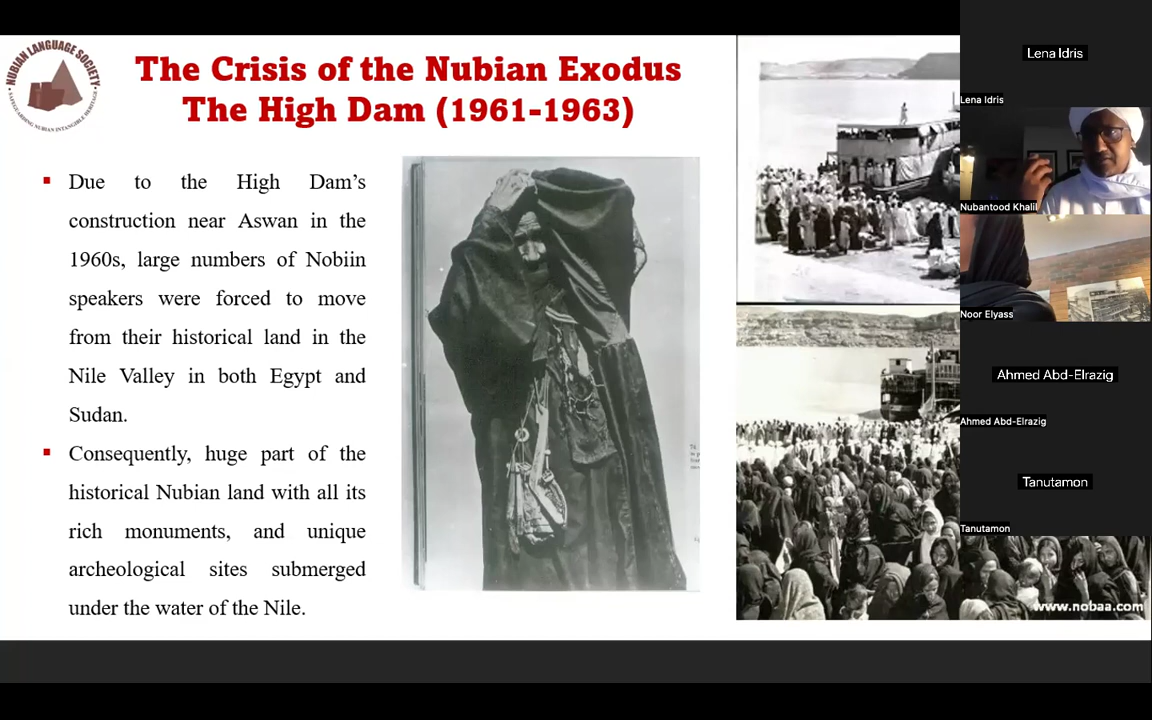 NUBIAN LANGUAGE SOCIETY
SAFEGUARDING NUBIAN INTANGIBLE HERITAGE
The Crisis of the Nubian Exodus
The High Dam (1961-1963)
▪ Due to the High Dam’s
construction near Aswan in the
1960s, large numbers of Nobiin
speakers were forced to move
from their historical land in the
Nile Valley in both Egypt and
Sudan.
▪ Consequently, huge part of the
historical Nubian land with all its
rich monuments, and unique
archeological sites submerged
under the water of the Nile.
www.nobaa.com
Lena Idris
Lena Idris
Nubantood Khalil
Noor Elyass
Ahmed Abd-Elrazig
Ahmed Abd-Elrazig
Tanutamon
Tanutamon